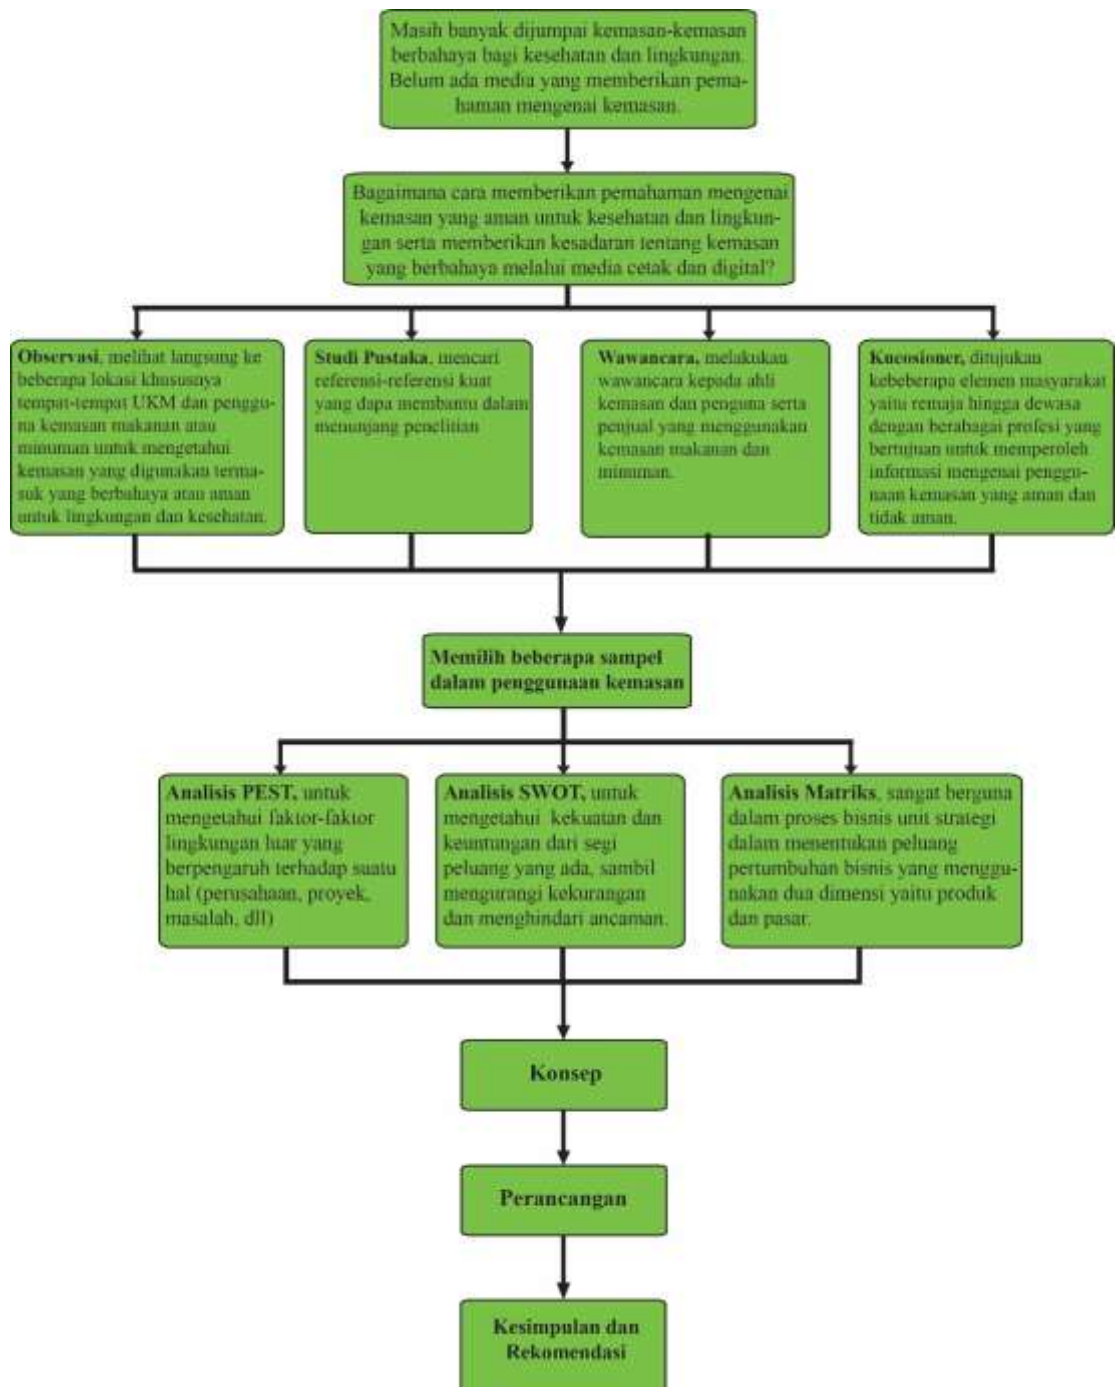 Masih banyak dijumpai kemasan-kemasan
berbahaya bagi kesehatan dan lingkungan.
Belum ada media yang memberikan pema-
haman mengenai kemasan.
Bagaimana cara memberikan pemahaman mengenai
kemasan yang aman untuk kesehatan dan lingkun-
gan serta memberikan kesadaran tentang kemasan
yang berbahaya melalui media cetak dan digital?
Observasi, melihat langsung ke
beberapa lokasi khususnya
tempat-tempat UKM dan penggu-
na kemasan makanan atau
minuman untuk mengetahui
kemasan yang digunakan terma-
suk yang berbahaya atau aman
untuk lingkungan dan kesehatan.
Studi Pustaka, mencari
referensi-referensi kuat
yang dapa membantu dalam
menunjang penelitian
Wawancara, melakukan
wawancara kepada ahli
kemasan dan penguna serta
penjual yang menggunakan
kemasan makanan dan
minuman.
Kueosioner, ditujukan
kebeberapa elemen masyarakat
yaitu remaja hingga dewasa
dengan berabagai profesi yang
bertujuan untuk memperoleh
informasi mengenai penggu-
naan kemasan yang aman dan
tidak aman.
Memilih beberapa sampel
dalam penggunaan kemasan
Analisis PEST, untuk
mengetahui faktor-faktor
lingkungan luar yang
berpengaruh terhadap suatu
hal (perusahaan, proyek,
masalah, dll)
Analisis SWOT, untuk
mengetahui kekuatan dan
keuntungan dari segi
peluang yang ada, sambil
mengurangi kekurangan
dan menghindari ancaman.
Analisis Matriks, sangat berguna
dalam proses bisnis unit strategi
dalam menentukan peluang
pertumbuhan bisnis yang menggu-
nakan dua dimensi yaitu produk
dan pasar.
Konsep
Perancangan
Kesimpulan dan
Rekomendasi